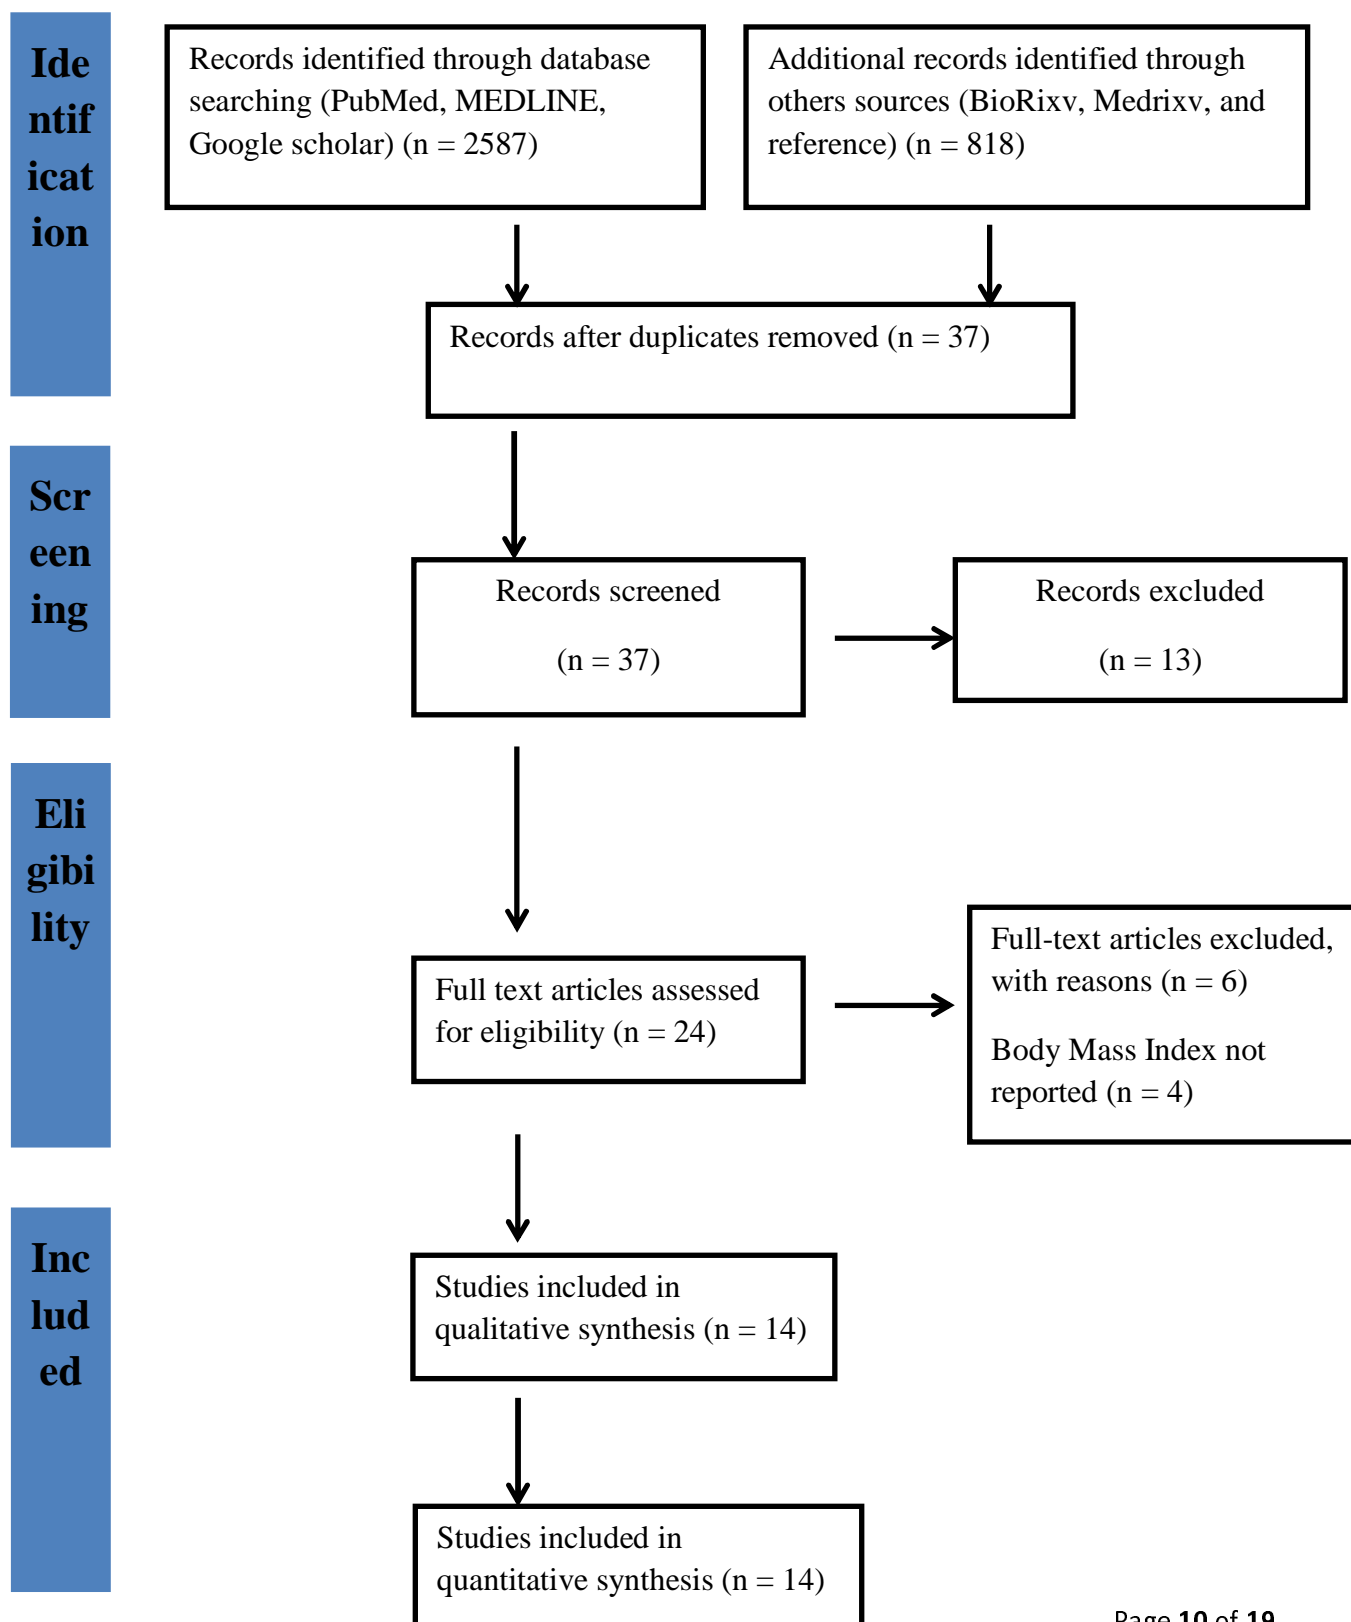 Ide
ntif
icat
ion
Records identified through database
searching (PubMed, MEDLINE,
Google scholar) (n = 2587)
Additional records identified through
others sources (BioRixv, Medrixv, and
reference) (n = 818)
Records after duplicates removed (n = 37)
Scr
een
ing
Records screened
(n = 37)
Records excluded
(n = 13)
Eli
gibi
lity
Full text articles assessed
for eligibility (n = 24)
Full-text articles excluded,
with reasons (n = 6)
Body Mass Index not
reported (n = 4)
Inc
lud
ed
Studies included in
qualitative synthesis (n = 14)
Studies included in
quantitative synthesis (n = 14)
Page 10 of 19